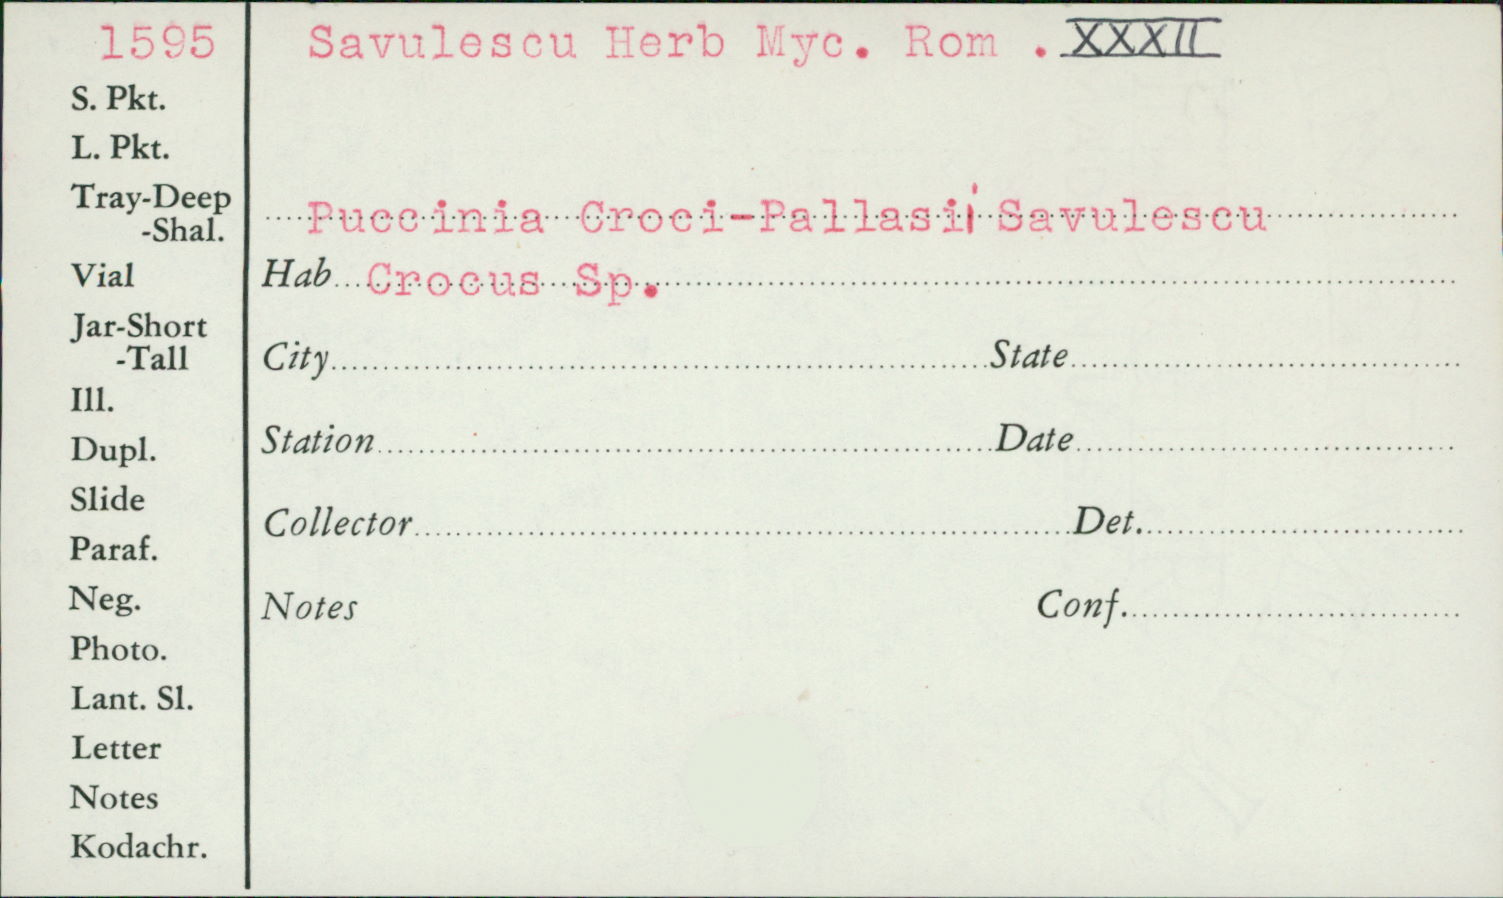 1595 Savulescu Herb Myc. Rom . XXXII
S. Pkt.
L. Pkt.
Tray-Deep
-Shal.
Puccinia Croci-Pallasii Savulescu
Vial
Hab. Crocus Sp.
Jar-Short
-Tall
City State
Ill.
Dupl.
Station Date
Slide
Collector Det.
Paraf.
Neg.
Notes Conf.
Photo.
Lant. Sl.
Letter
Notes
Kodachr.